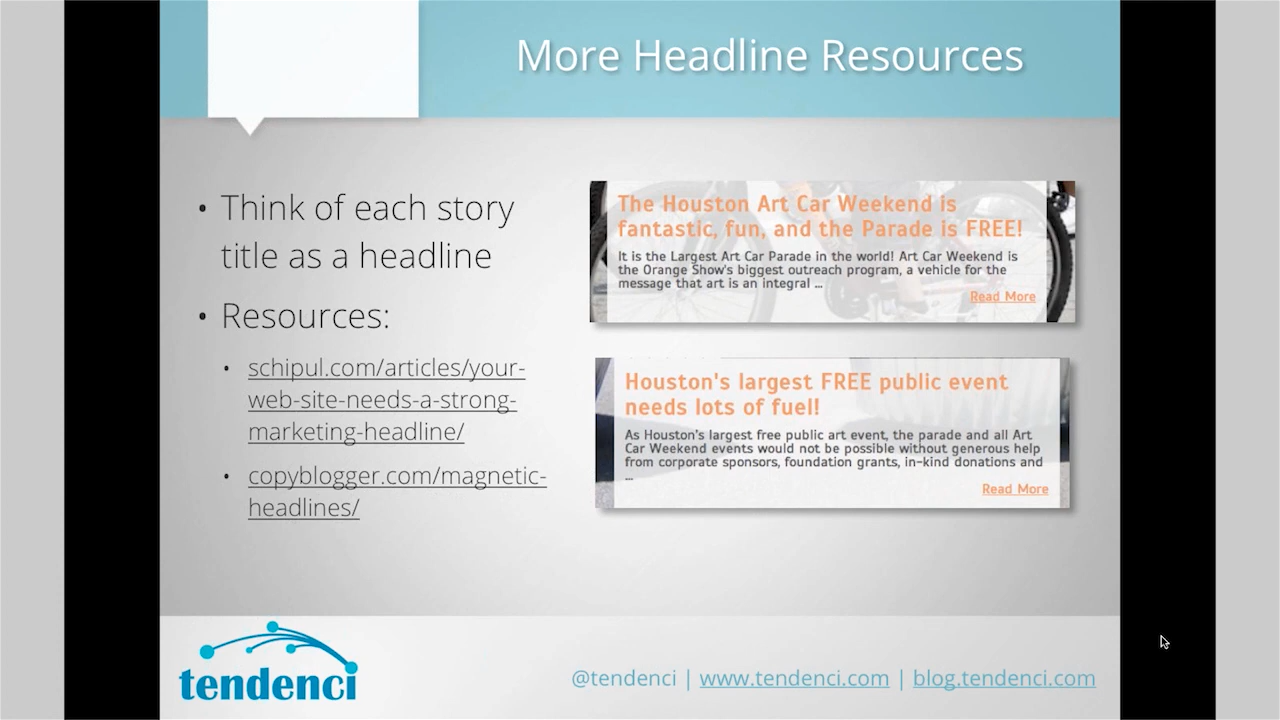 More Headline Resources
• Think of each story
title as a headline
• Resources:
• schipul.com/articles/your-
web-site-needs-a-strong-
marketing-headline/
• copyblogger.com/magnetic-
headlines/
The Houston Art Car Weekend is
fantastic, fun, and the Parade is FREE!
It is the Largest Art Car Parade in the world! Art Car Weekend is
the Orange Show's biggest outreach program, a vehicle for the
message that art is an integral ...
Read More
Houston's largest FREE public event
needs lots of fuel!
As Houston's largest free public art event, the parade and all Art
Car Weekend events would not be possible without generous help
from corporate sponsors, foundation grants, in-kind donations and
...
Read More
tendenci
@tendenci | www.tendenci.com | blog.tendenci.com